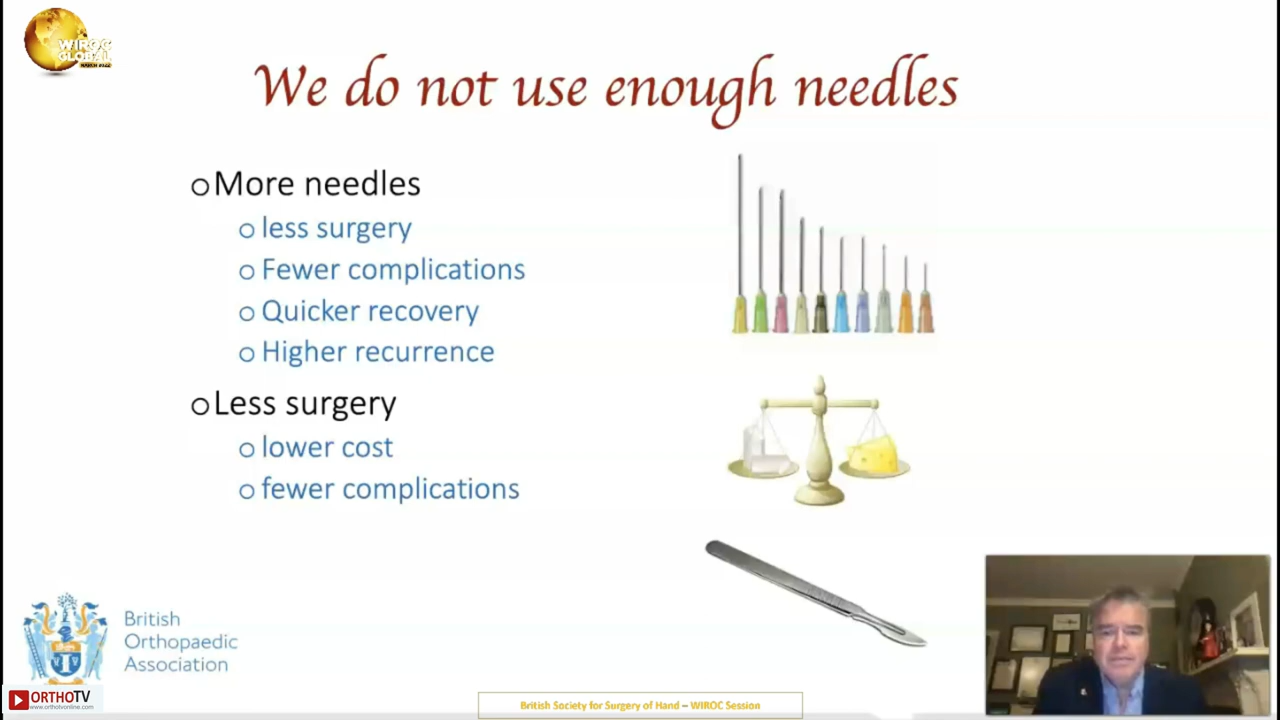 WIROC
GLOBAL
MARCH 2022
We do not use enough needles
More needles
less surgery
Fewer complications
Quicker recovery
Higher recurrence
Less surgery
lower cost
fewer complications
British
Orthopaedic
Association
ORTHOTV
www.orthotvonline.com
British Society for Surgery of Hand – WIROC Session